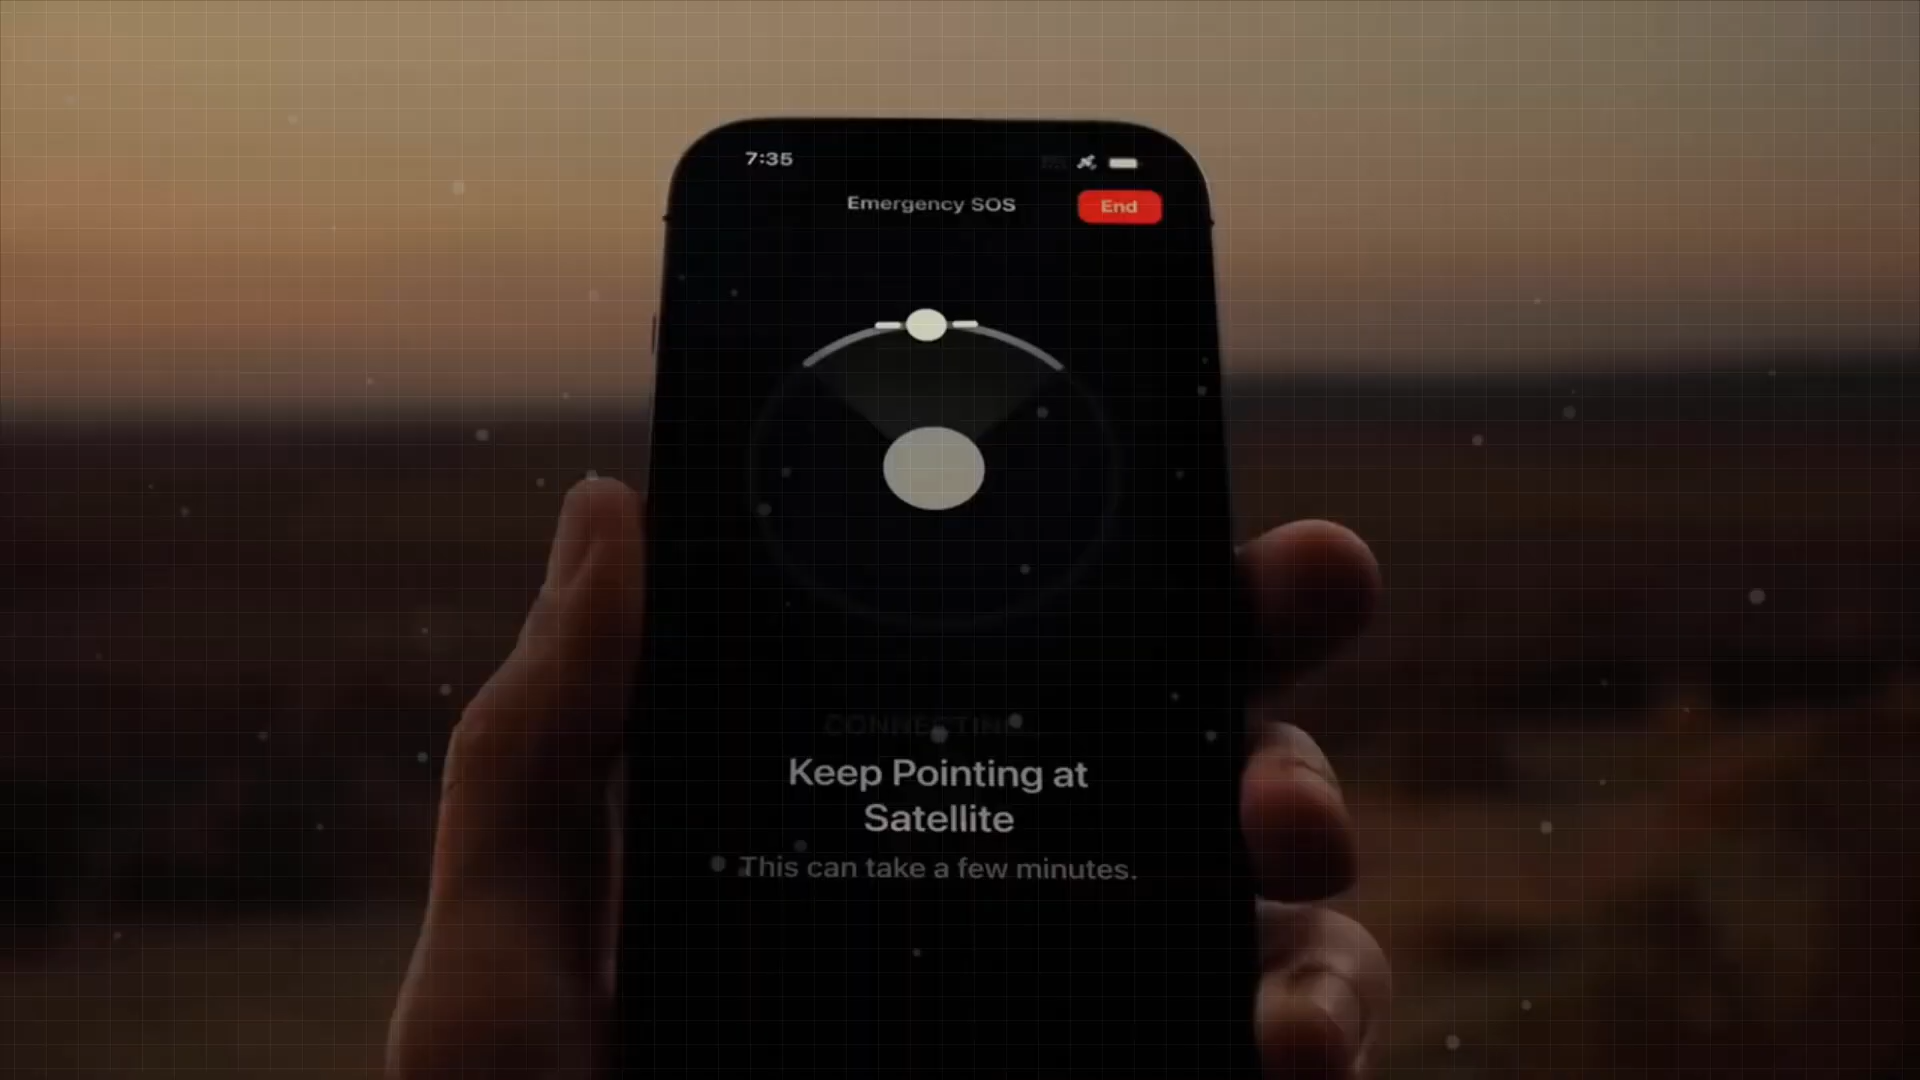 7:35
Emergency SOS
End
Keep Pointing at
Satellite
This can take a few minutes.